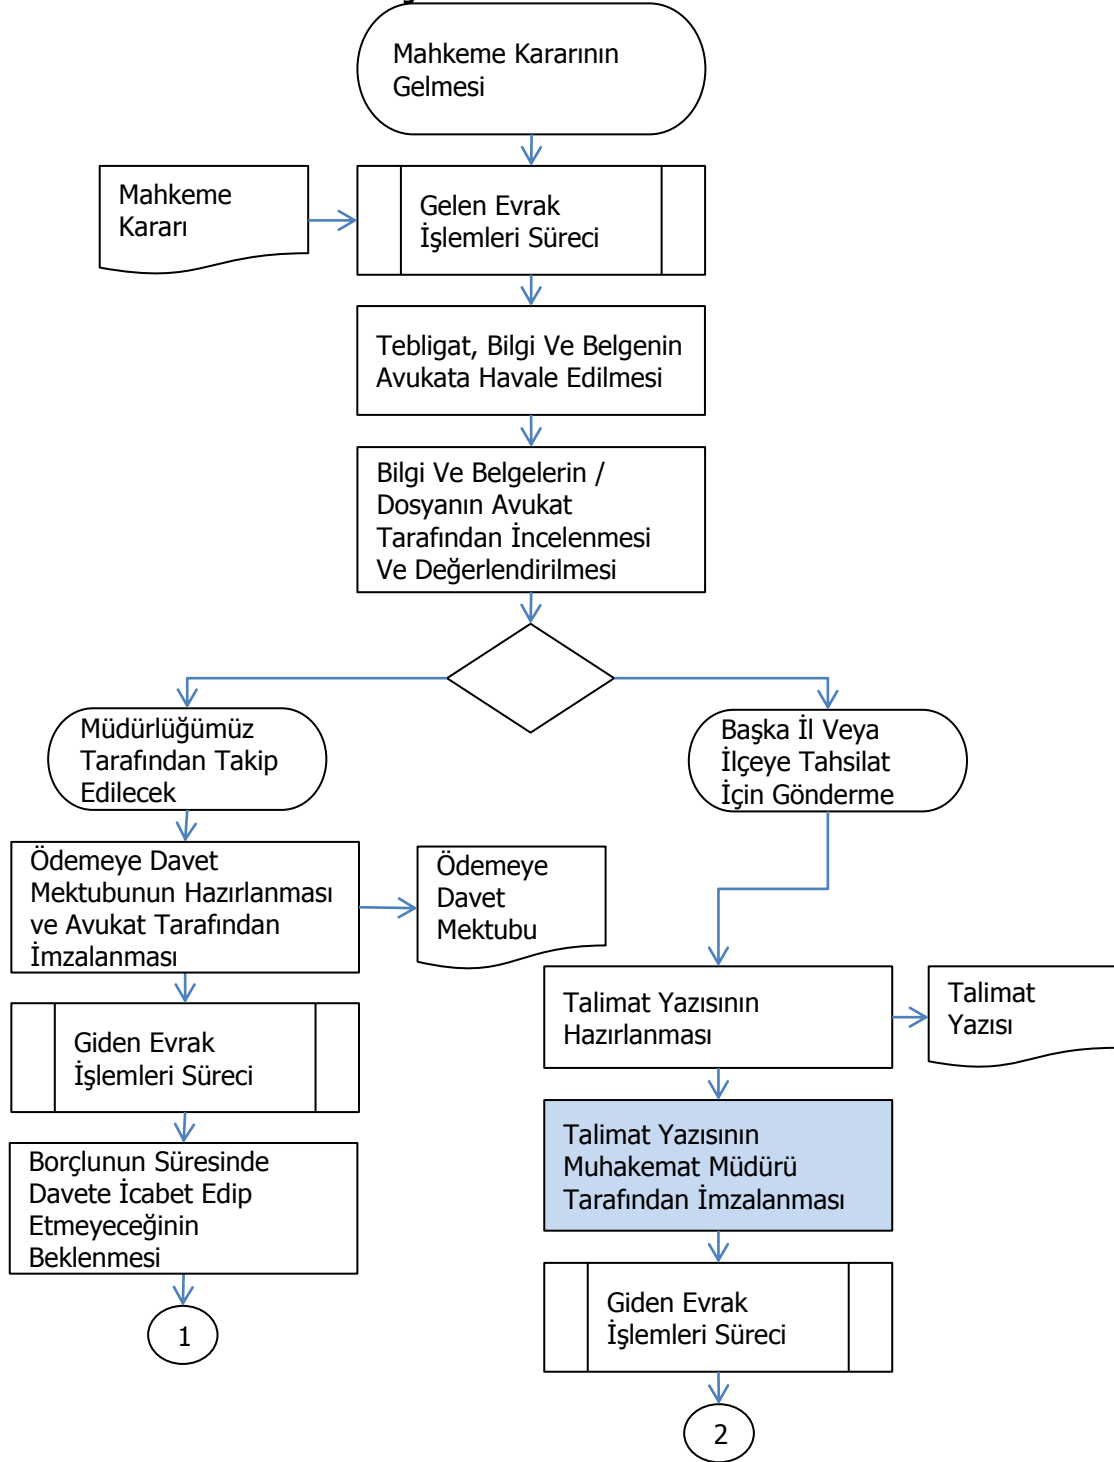 Mahkeme Kararının
Gelmesi
Mahkeme
Kararı
Gelen Evrak
İşlemleri Süreci
Tebligat, Bilgi Ve Belgenin
Avukata Havale Edilmesi
Bilgi Ve Belgelerin /
Dosyanın Avukat
Tarafından İncelenmesi
Ve Değerlendirilmesi
Müdürlüğümüz
Tarafından Takip
Edilecek
Başka İl Veya
İlçeye Tahsilat
İçin Gönderme
Ödemeye Davet
Mektubunun Hazırlanması
ve Avukat Tarafından
İmzalanması
Ödemeye
Davet
Mektubu
Giden Evrak
İşlemleri Süreci
Borçlunun Süresinde
Davete İcabet Edip
Etmeyeceğinin
Beklenmesi
1
Talimat Yazısının
Hazırlanması
Talimat
Yazısı
Talimat Yazısının
Muhakemat Müdürü
Tarafından İmzalanması
Giden Evrak
İşlemleri Süreci
2